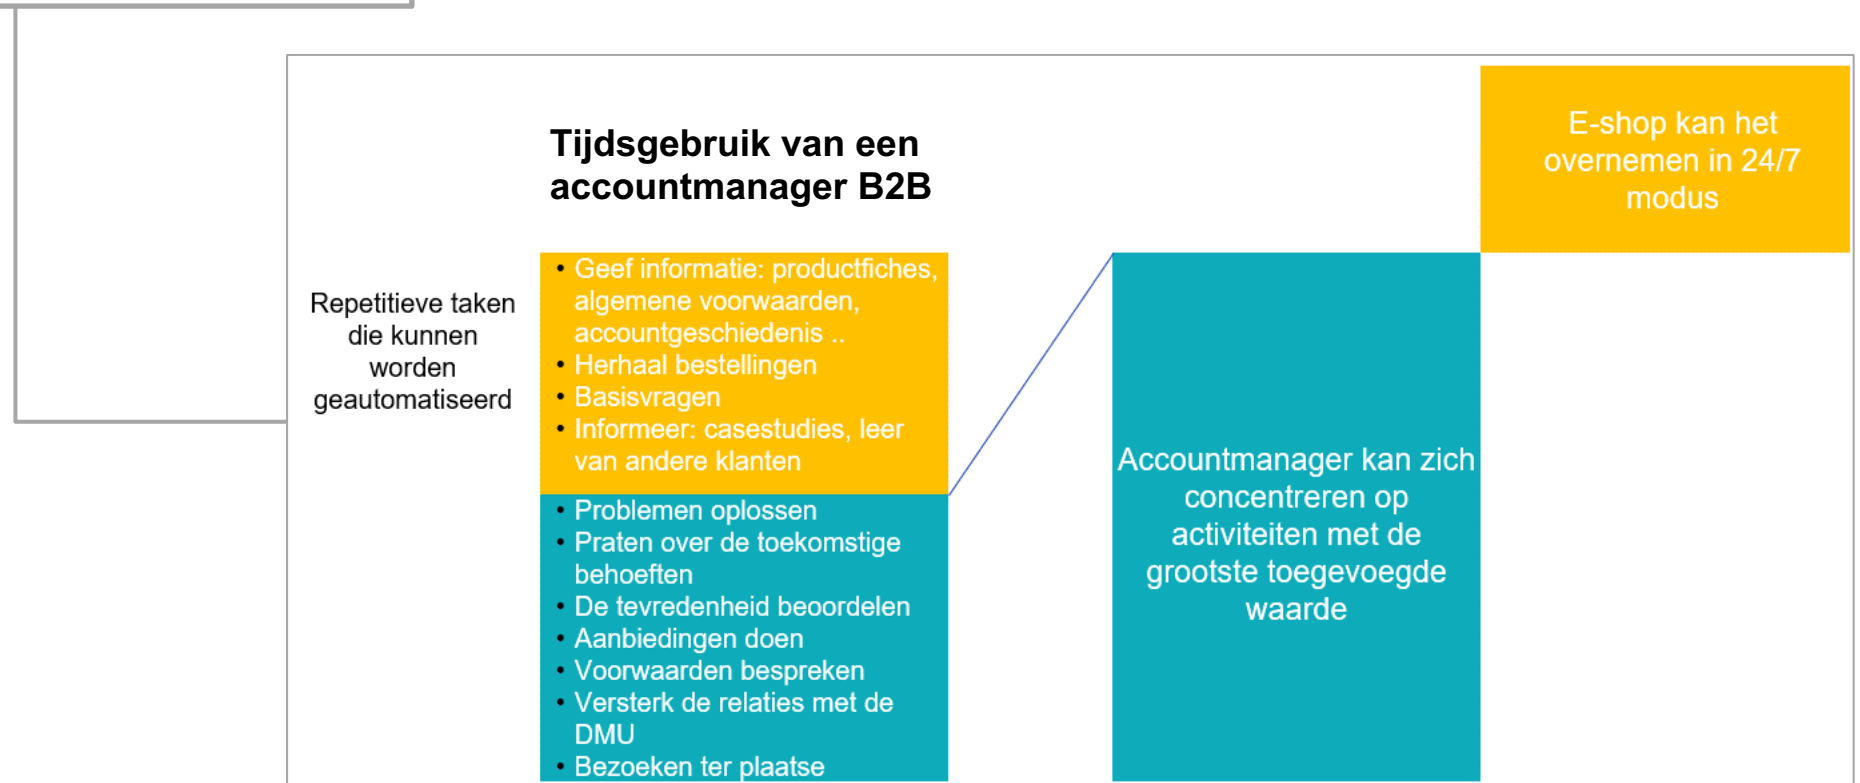 Tijdsgebruik van een
accountmanager B2B
E-shop kan het
overnemen in 24/7
modus
Repetitieve taken
die kunnen
worden
geautomatiseerd
• Geef informatie: productfiches,
algemene voorwaarden,
accountgeschiedenis ..
• Herhaal bestellingen
• Basisvragen
• Informeer: casestudies, leer
van andere klanten
• Problemen oplossen
• Praten over de toekomstige
behoeften
• De tevredenheid beoordelen
• Aanbiedingen doen
• Voorwaarden bespreken
• Versterk de relaties met de
DMU
• Bezoeken ter plaatse
Accountmanager kan zich
concentreren op
activiteiten met de
grootste toegevoegde
waarde